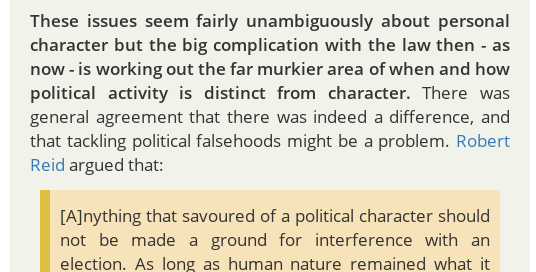 These issues seem fairly unambiguously about personal
character but the big complication with the law then - as
now - is working out the far murkier area of when and how
political activity is distinct from character. There was
general agreement that there was indeed a difference, and
that tackling political falsehoods might be a problem. Robert
Reid argued that:
[A]nything that savoured of a political character should
not be made a ground for interference with an
election. As long as human nature remained what it